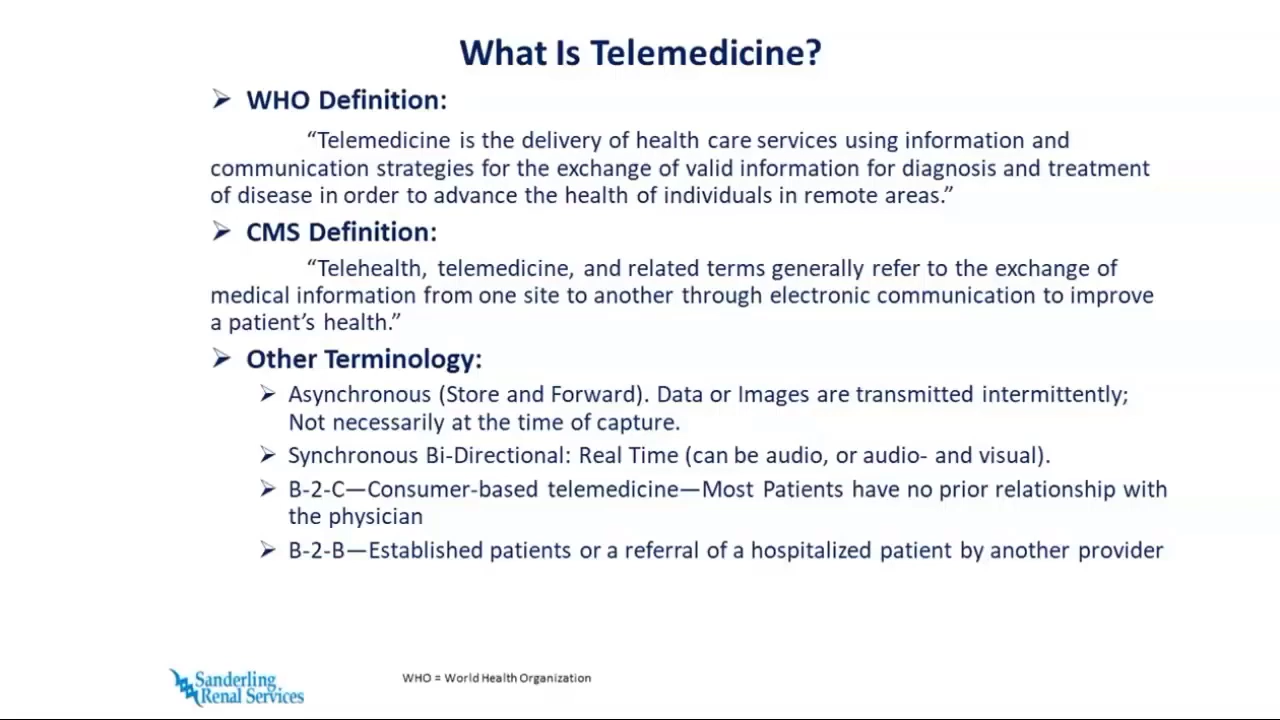 What Is Telemedicine?
➢ WHO Definition:
“Telemedicine is the delivery of health care services using information and
communication strategies for the exchange of valid information for diagnosis and treatment
of disease in order to advance the health of individuals in remote areas.”
➢ CMS Definition:
“Telehealth, telemedicine, and related terms generally refer to the exchange of
medical information from one site to another through electronic communication to improve
a patient’s health.”
➢ Other Terminology:
➢ Asynchronous (Store and Forward). Data or Images are transmitted intermittently;
Not necessarily at the time of capture.
➢ Synchronous Bi-Directional: Real Time (can be audio, or audio- and visual).
➢ B-2-C—Consumer-based telemedicine—Most Patients have no prior relationship with
the physician
➢ B-2-B—Established patients or a referral of a hospitalized patient by another provider
Sanderling
Renal Services
WHO = World Health Organization